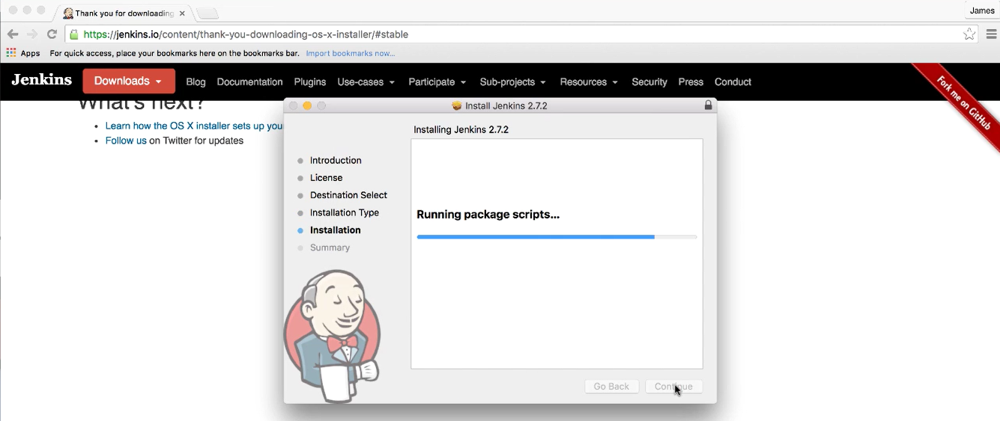 Thank you for downloading
James
https://jenkins.io/content/thank-you-downloading-os-x-installer/#stable
Apps For quick access, place your bookmarks here on the bookmarks bar. Import bookmarks now...
Jenkins Downloads Blog Documentation Plugins Use-cases Participate Sub-projects Resources Security Press Conduct
Fork me on GitHub
What's next?
Learn how the OS X installer sets up your
Follow us on Twitter for updates
Install Jenkins 2.7.2
Installing Jenkins 2.7.2
Introduction
License
Destination Select
Installation Type
Installation
Summary
Running package scripts...
Go Back Continue